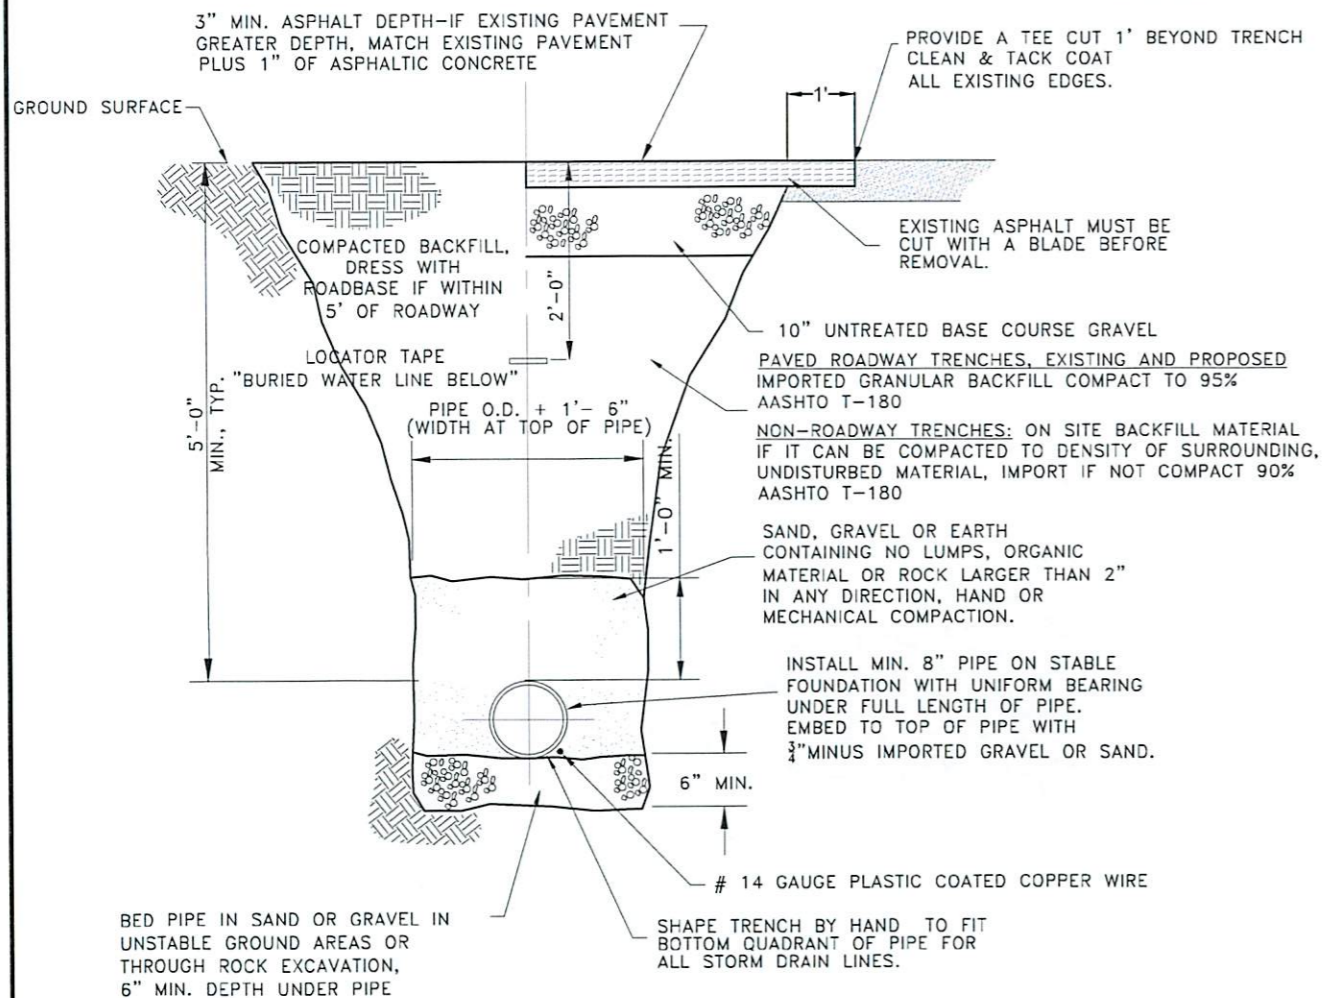 3" MIN. ASPHALT DEPTH-IF EXISTING PAVEMENT
GREATER DEPTH, MATCH EXISTING PAVEMENT
PLUS 1" OF ASPHALTIC CONCRETE
PROVIDE A TEE CUT 1' BEYOND TRENCH
CLEAN & TACK COAT
ALL EXISTING EDGES.
GROUND SURFACE
1'
EXISTING ASPHALT MUST BE
CUT WITH A BLADE BEFORE
REMOVAL.
COMPACTED BACKFILL,
DRESS WITH
ROADBASE IF WITHIN
5' OF ROADWAY
2'-0"
10" UNTREATED BASE COURSE GRAVEL
LOCATOR TAPE
"BURIED WATER LINE BELOW"
PAVED ROADWAY TRENCHES, EXISTING AND PROPOSED
IMPORTED GRANULAR BACKFILL COMPACT TO 95%
AASHTO T-180
5'-0"
MIN., TYP.
PIPE O.D. + 1'- 6"
(WIDTH AT TOP OF PIPE)
NON-ROADWAY TRENCHES: ON SITE BACKFILL MATERIAL
IF IT CAN BE COMPACTED TO DENSITY OF SURROUNDING,
UNDISTURBED MATERIAL, IMPORT IF NOT COMPACT 90%
AASHTO T-180
1'-0" MIN.
SAND, GRAVEL OR EARTH
CONTAINING NO LUMPS, ORGANIC
MATERIAL OR ROCK LARGER THAN 2"
IN ANY DIRECTION, HAND OR
MECHANICAL COMPACTION.
INSTALL MIN. 8" PIPE ON STABLE
FOUNDATION WITH UNIFORM BEARING
UNDER FULL LENGTH OF PIPE.
EMBED TO TOP OF PIPE WITH
3/4"MINUS IMPORTED GRAVEL OR SAND.
6" MIN.
# 14 GAUGE PLASTIC COATED COPPER WIRE
BED PIPE IN SAND OR GRAVEL IN
UNSTABLE GROUND AREAS OR
THROUGH ROCK EXCAVATION,
6" MIN. DEPTH UNDER PIPE
SHAPE TRENCH BY HAND TO FIT
BOTTOM QUADRANT OF PIPE FOR
ALL STORM DRAIN LINES.